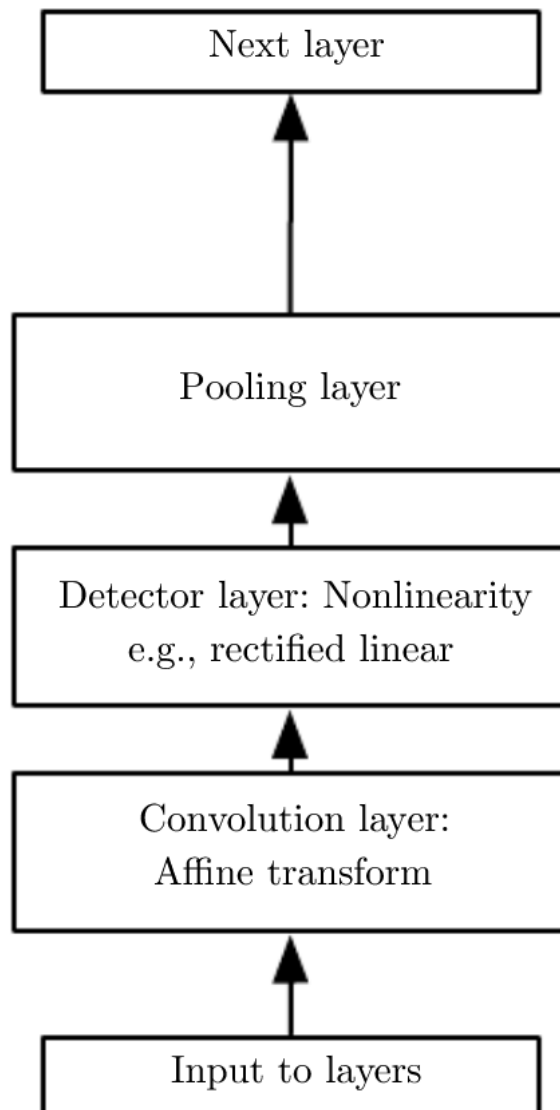 Next layer
Pooling layer
Detector layer: Nonlinearity
e.g., rectified linear
Convolution layer:
Affine transform
Input to layers